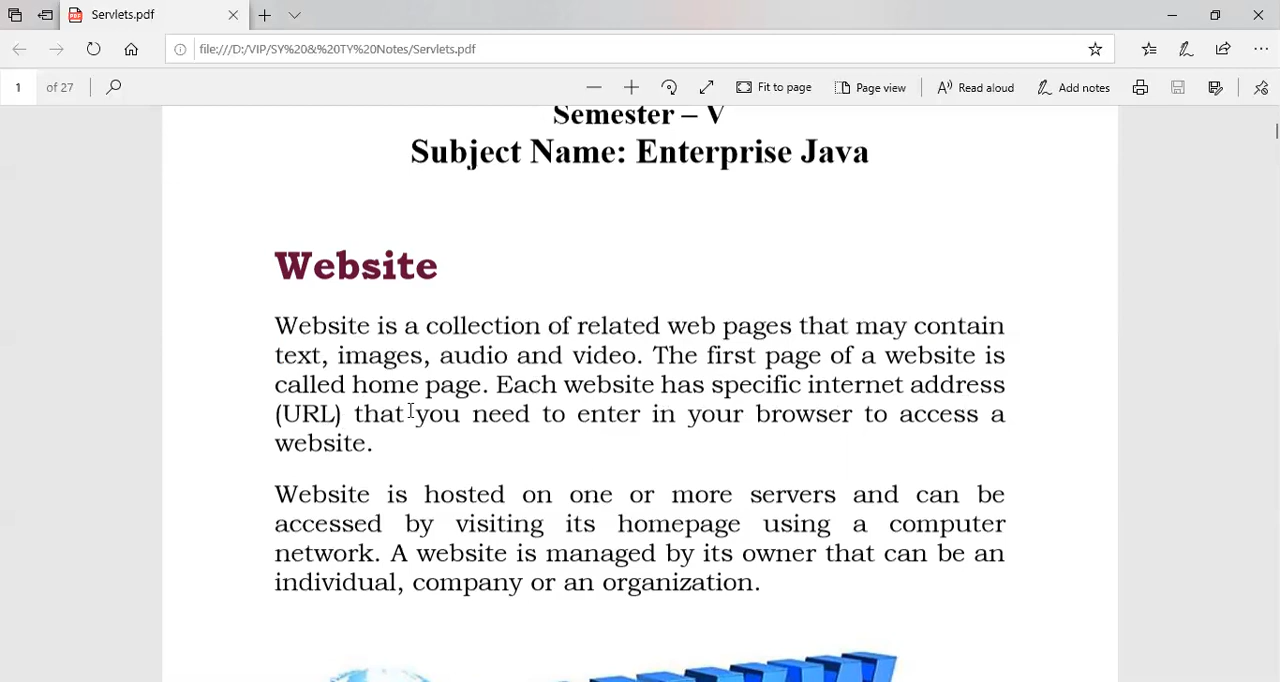 Servlets.pdf
file:///D:/VIP/SY%20&%20TY%20Notes/Servlets.pdf
1 of 27 Fit to page Page view Read aloud Add notes
Semester – V
Subject Name: Enterprise Java
Website
Website is a collection of related web pages that may contain
text, images, audio and video. The first page of a website is
called home page. Each website has specific internet address
(URL) that you need to enter in your browser to access a
website.
Website is hosted on one or more servers and can be
accessed by visiting its homepage using a computer
network. A website is managed by its owner that can be an
individual, company or an organization.